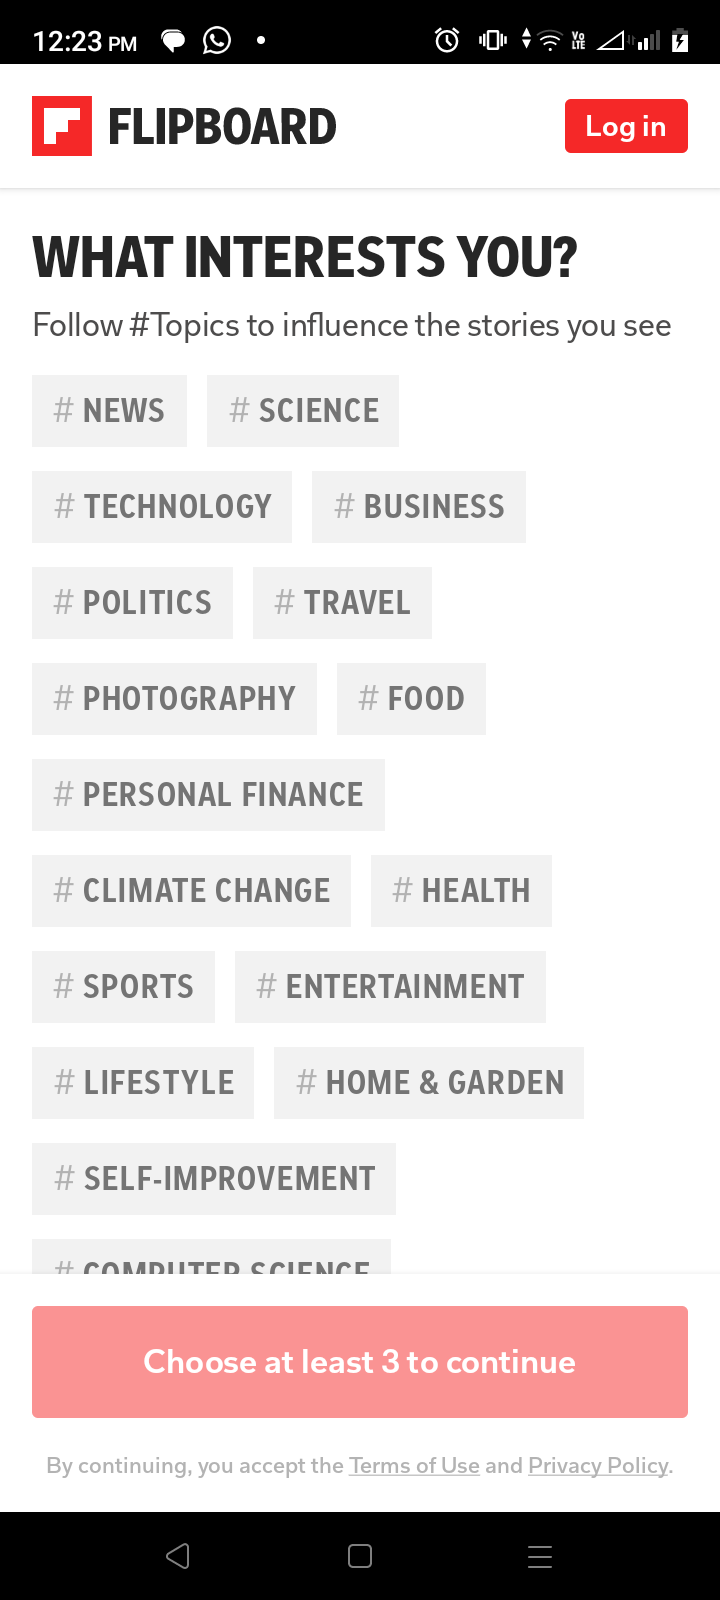 12:23 PM
VO LTE
FLIPBOARD
Log in
WHAT INTERESTS YOU?
Follow #Topics to influence the stories you see
# NEWS # SCIENCE
# TECHNOLOGY # BUSINESS
# POLITICS # TRAVEL
# PHOTOGRAPHY # FOOD
# PERSONAL FINANCE
# CLIMATE CHANGE # HEALTH
# SPORTS # ENTERTAINMENT
# LIFESTYLE # HOME & GARDEN
# SELF-IMPROVEMENT
# COMPUTER SCIENCE
Choose at least 3 to continue
By continuing, you accept the Terms of Use and Privacy Policy.